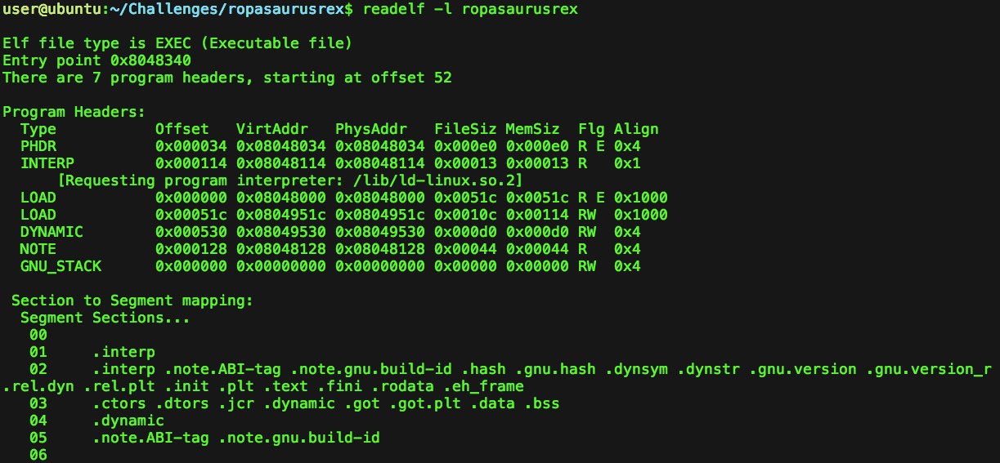 user@ubuntu:~/Challenges/ropasaurusrex$ readelf -l ropasaurusrex
Elf file type is EXEC (Executable file)
Entry point 0x8048340
There are 7 program headers, starting at offset 52
Program Headers:
  Type           Offset   VirtAddr   PhysAddr   FileSiz MemSiz  Flg Align
  PHDR           0x000034 0x08048034 0x08048034 0x000e0 0x000e0 R E 0x4
  INTERP         0x000114 0x08048114 0x08048114 0x00013 0x00013 R   0x1
      [Requesting program interpreter: /lib/ld-linux.so.2]
  LOAD           0x000000 0x08048000 0x08048000 0x0051c 0x0051c R E 0x1000
  LOAD           0x00051c 0x0804951c 0x0804951c 0x0010c 0x00114 RW  0x1000
  DYNAMIC        0x000530 0x08049530 0x08049530 0x000d0 0x000d0 RW  0x4
  NOTE           0x000128 0x08048128 0x08048128 0x00044 0x00044 R   0x4
  GNU_STACK      0x000000 0x00000000 0x00000000 0x00000 0x00000 RW  0x4
 Section to Segment mapping:
  Segment Sections...
   00
   01     .interp
   02     .interp .note.ABI-tag .note.gnu.build-id .hash .gnu.hash .dynsym .dynstr .gnu.version .gnu.version_r
.rel.dyn .rel.plt .init .plt .text .fini .rodata .eh_frame
   03     .ctors .dtors .jcr .dynamic .got .got.plt .data .bss
   04     .dynamic
   05     .note.ABI-tag .note.gnu.build-id
   06